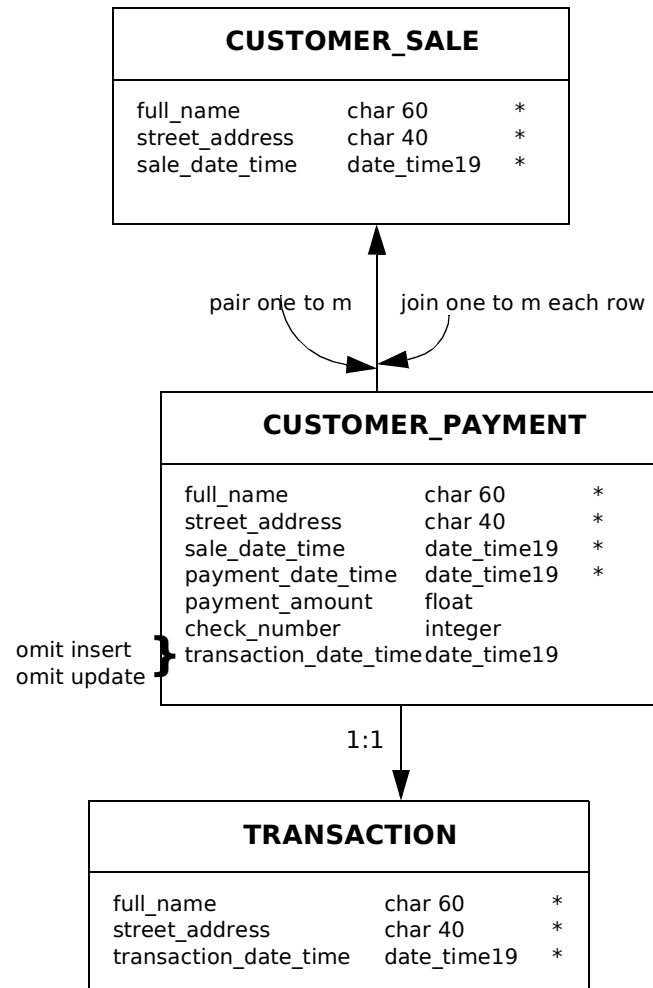 CUSTOMER_SALE
full_name char 60 *
street_address char 40 *
sale_date_time date_time19 *
pair one to m join one to m each row
CUSTOMER_PAYMENT
full_name char 60 *
street_address char 40 *
sale_date_time date_time19 *
payment_date_time date_time19 *
payment_amount float
check_number integer
omit insert
omit update
} transaction_date_time date_time19
1:1
TRANSACTION
full_name char 60 *
street_address char 40 *
transaction_date_time date_time19 *